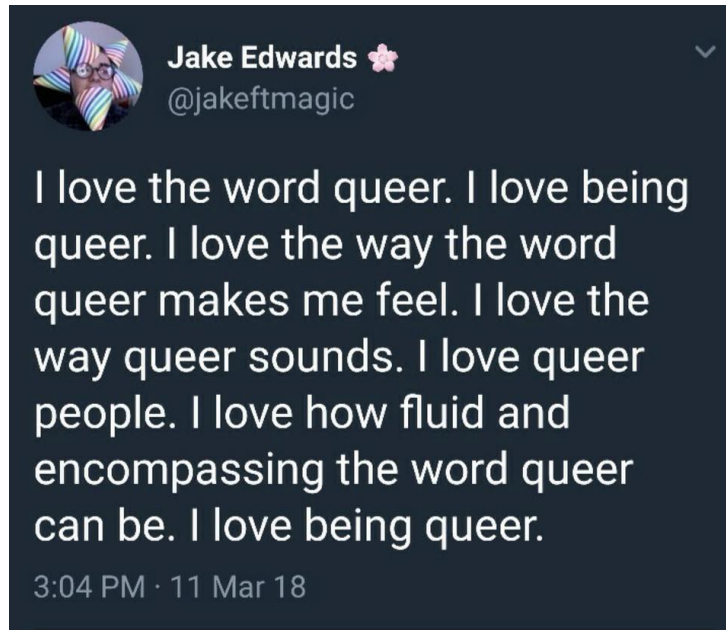 Jake Edwards 🌸
@jakeftmagic
I love the word queer. I love being
queer. I love the way the word
queer makes me feel. I love the
way queer sounds. I love queer
people. I love how fluid and
encompassing the word queer
can be. I love being queer.
3:04 PM · 11 Mar 18